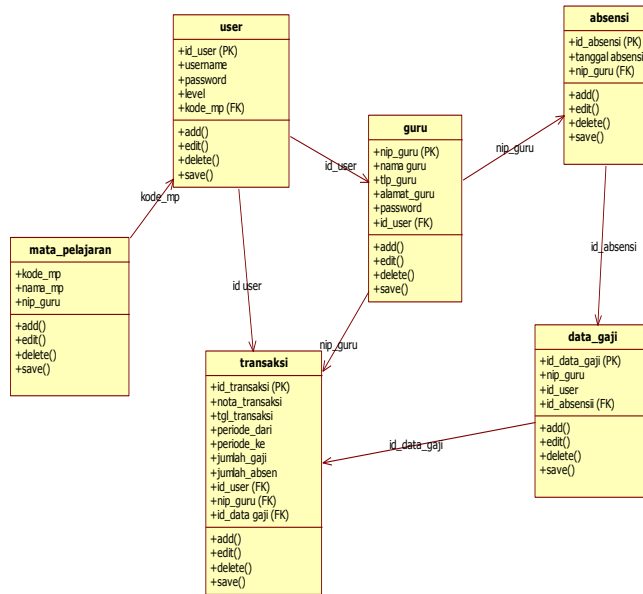 user
+id_user (PK)
+username
+password
+level
+kode_mp (FK)
+add()
+edit()
+delete()
+save()
absensi
+id_absensi (PK)
+tanggal absensi
+nip_guru (FK)
+add()
+edit()
+delete()
+save()
guru
+nip_guru (PK)
+nama guru
+tlp_guru
+alamat_guru
+password
+id_user (FK)
+add()
+edit()
+delete()
+save()
id_user
nip_guru
kode_mp
mata_pelajaran
+kode_mp
+nama_mp
+nip_guru
+add()
+edit()
+delete()
+save()
id user
id_absensi
nip_guru
data_gaji
+id_data_gaji (PK)
+nip_guru
+id_user
+id_absensii (FK)
+add()
+edit()
+delete()
+save()
transaksi
+id_transaksi (PK)
+nota_transaksi
+tgl_transaksi
+periode_dari
+periode_ke
+jumlah_gaji
+jumlah_absen
+id_user (FK)
+nip_guru (FK)
+id_data gaji (FK)
+add()
+edit()
+delete()
+save()
id_data_gaji